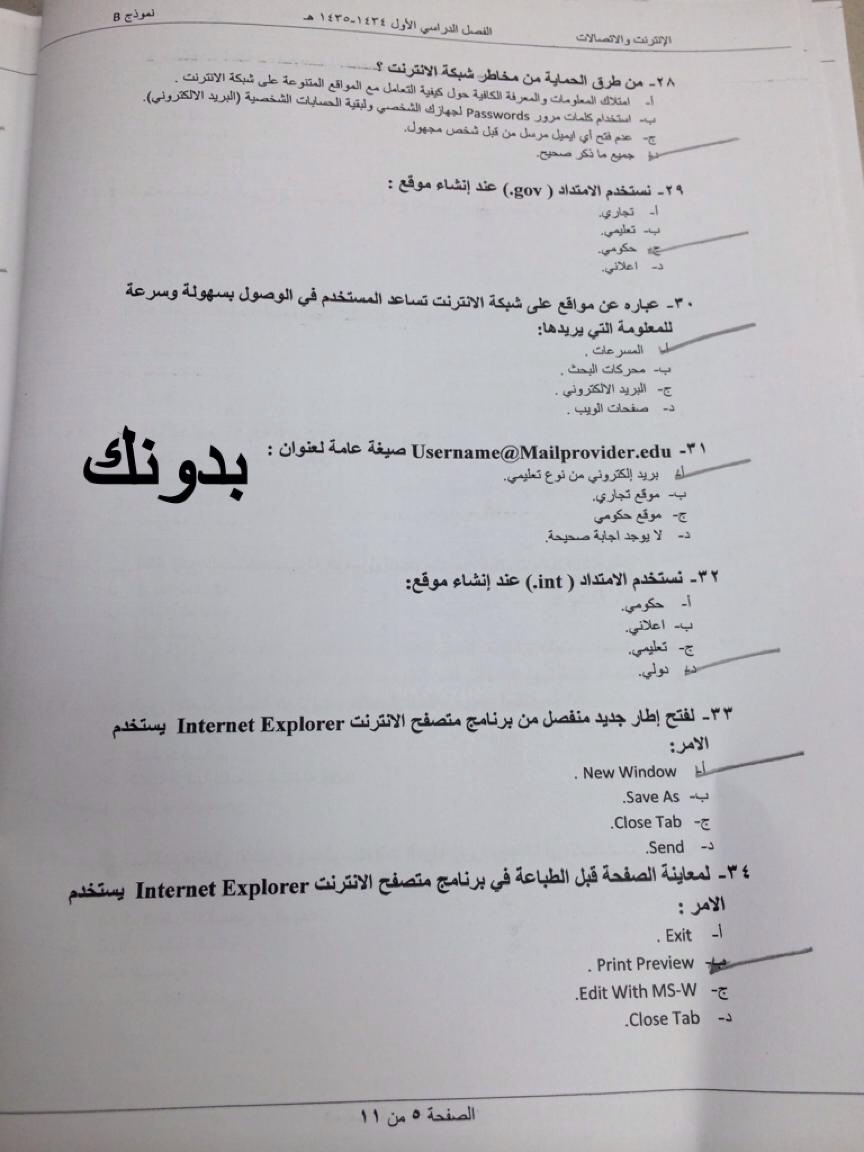 الإنترنت والاتصالات
الفصل الدراسي الأول ١٤٣٤-١٤٣٥ هـ
نموذج B
٢٨- من طرق الحماية من مخاطر شبكة الانترنت ؟
أ- امتلاك المعلومات والمعرفة الكافية حول كيفية التعامل مع المواقع المتنوعة على شبكة الانترنت .
ب- استخدام كلمات مرور Passwords لجهازك الشخصي ولبقية الحسابات الشخصية (البريد الالكتروني).
ج- عدم فتح أي ايميل مرسل من قبل شخص مجهول.
د- جميع ما ذكر صحيح.
٢٩- نستخدم الامتداد ( gov.) عند إنشاء موقع :
أ- تجاري.
ب- تعليمي.
ج- حكومي.
د- اعلاني.
٣٠- عباره عن مواقع على شبكة الانترنت تساعد المستخدم في الوصول بسهولة وسرعة
للمعلومة التي يريدها:
أ- المسرعات .
ب- محركات البحث .
ج- البريد الالكتروني .
د- صفحات الويب .
٣١- Username@Mailprovider.edu صيغة عامة لعنوان :
أ- بريد إلكتروني من نوع تعليمي.
ب- موقع تجاري.
ج- موقع حكومي
د- لا يوجد اجابة صحيحة.
بدونك
٣٢- نستخدم الامتداد ( int.) عند إنشاء موقع:
أ- حكومي.
ب- اعلاني.
ج- تعليمي.
د- دولي.
٣٣- لفتح إطار جديد منفصل من برنامج متصفح الانترنت Internet Explorer يستخدم
الامر:
أ- New Window .
ب- Save As.
ج- Close Tab.
د- Send.
٣٤- لمعاينة الصفحة قبل الطباعة في برنامج متصفح الانترنت Internet Explorer يستخدم
الامر :
أ- Exit .
ب- Print Preview .
ج- Edit With MS-W.
د- Close Tab.
الصفحة ٥ من ١١